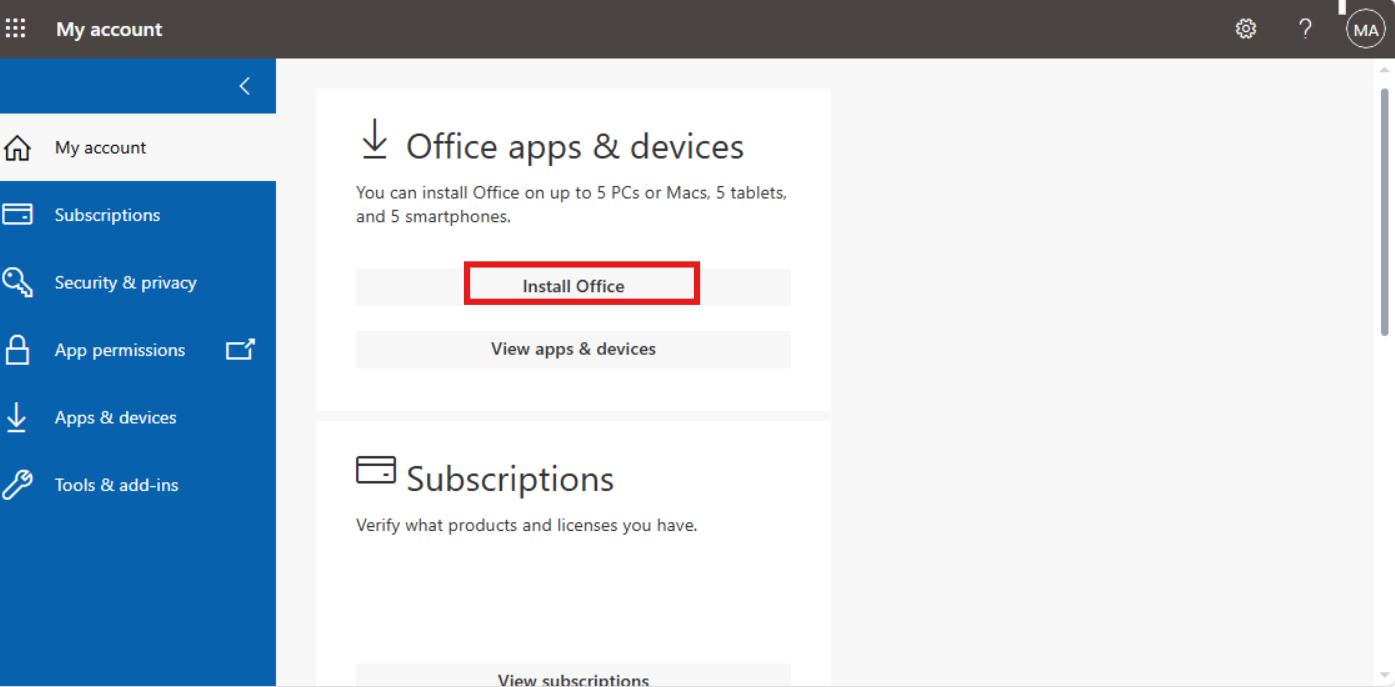 My account
?
MA
My account
Subscriptions
Security & privacy
App permissions
Apps & devices
Tools & add-ins
Office apps & devices
You can install Office on up to 5 PCs or Macs, 5 tablets,
and 5 smartphones.
Install Office
View apps & devices
Subscriptions
Verify what products and licenses you have.
View subscriptions